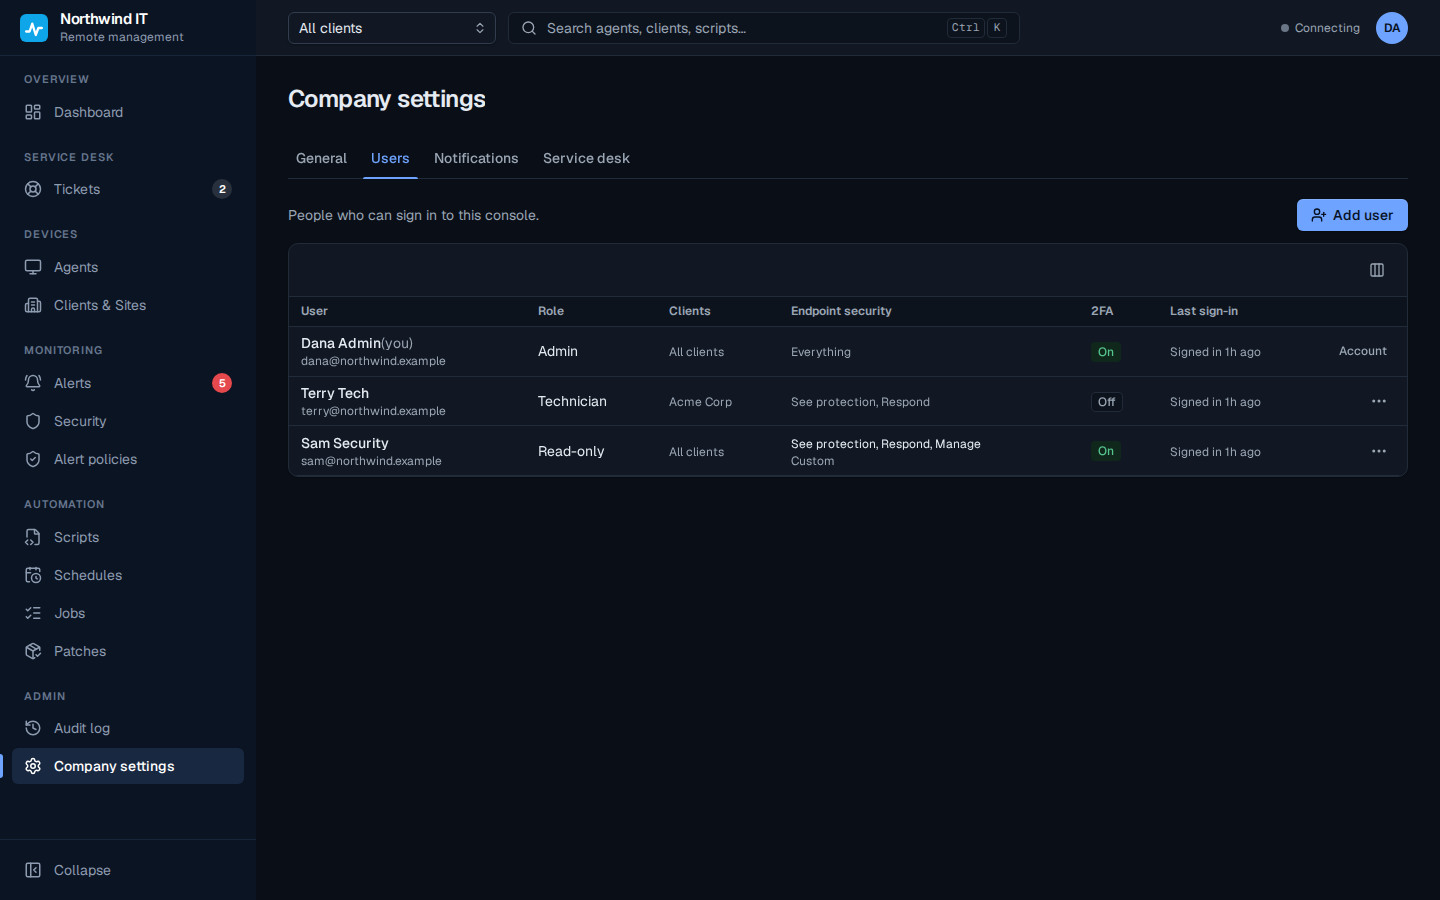 Northwind IT
Remote management
All clients
Search agents, clients, scripts...
Ctrl K
Connecting
DA
OVERVIEW
Dashboard
SERVICE DESK
Tickets 2
DEVICES
Agents
Clients & Sites
MONITORING
Alerts 5
Security
Alert policies
AUTOMATION
Scripts
Schedules
Jobs
Patches
ADMIN
Audit log
Company settings
Collapse
Company settings
General Users Notifications Service desk
People who can sign in to this console.
Add user
User Role Clients Endpoint security 2FA Last sign-in
Dana Admin(you)
dana@northwind.example
Admin All clients Everything On Signed in 1h ago Account
Terry Tech
terry@northwind.example
Technician Acme Corp See protection, Respond Off Signed in 1h ago
Sam Security
sam@northwind.example
Read-only All clients
See protection, Respond, Manage
Custom
On Signed in 1h ago